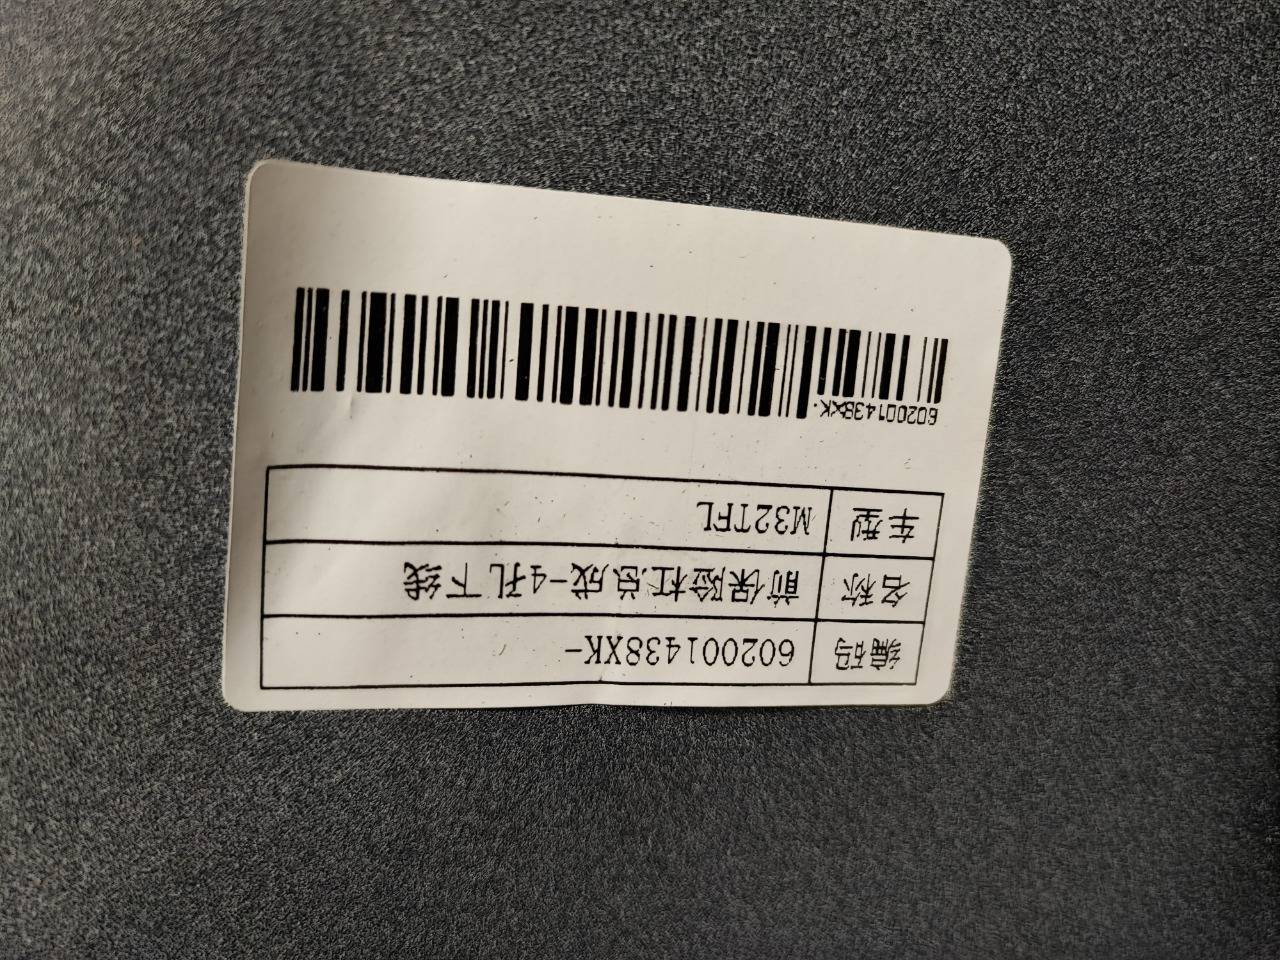 编码 602001438XK-
名称 前保险杠总成-4孔下线
车型 M32TFL
602001438XK-